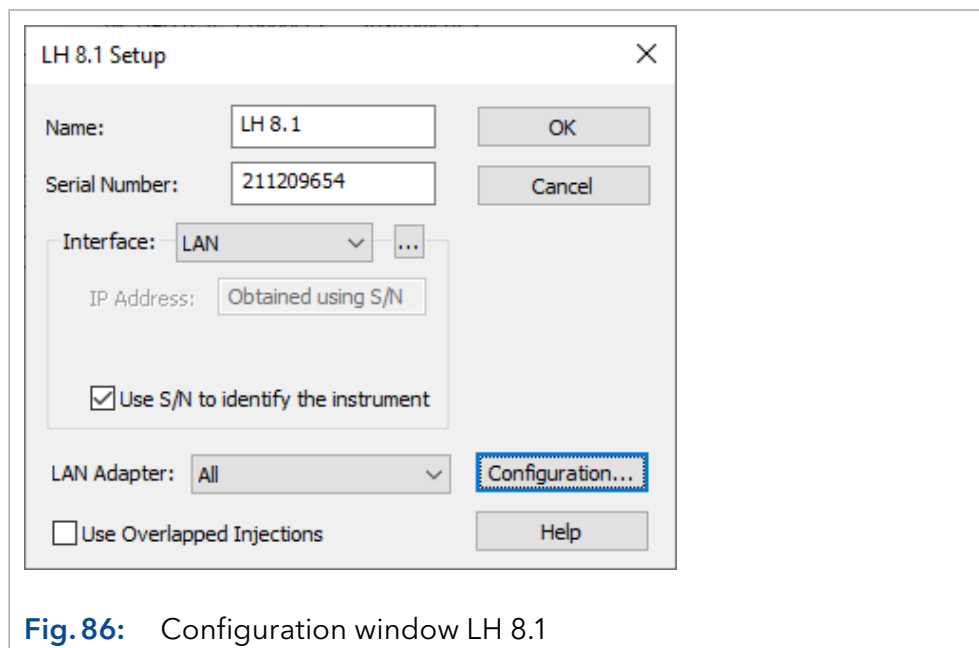 LH 8.1 Setup
Name: LH 8.1 OK
Serial Number: 211209654 Cancel
Interface: LAN ...
IP Address: Obtained using S/N
Use S/N to identify the instrument
LAN Adapter: All Configuration...
Use Overlapped Injections Help
Fig. 86: Configuration window LH 8.1